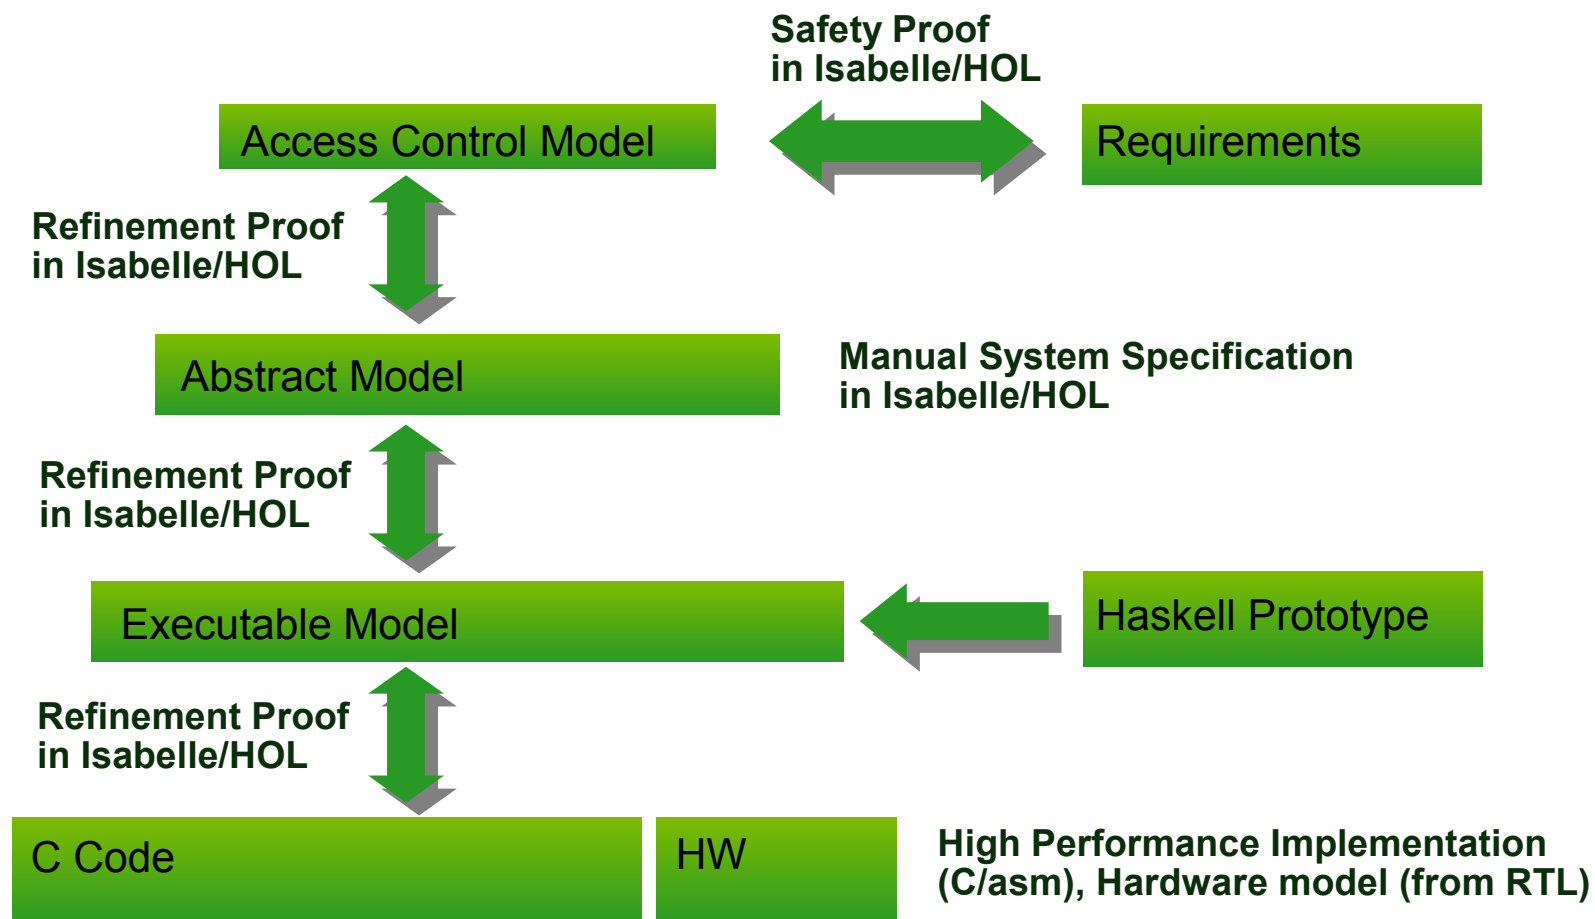 Safety Proof
in Isabelle/HOL
Access Control Model
Requirements
Refinement Proof
in Isabelle/HOL
Abstract Model
Manual System Specification
in Isabelle/HOL
Refinement Proof
in Isabelle/HOL
Executable Model
Haskell Prototype
Refinement Proof
in Isabelle/HOL
C Code
HW
High Performance Implementation
(C/asm), Hardware model (from RTL)